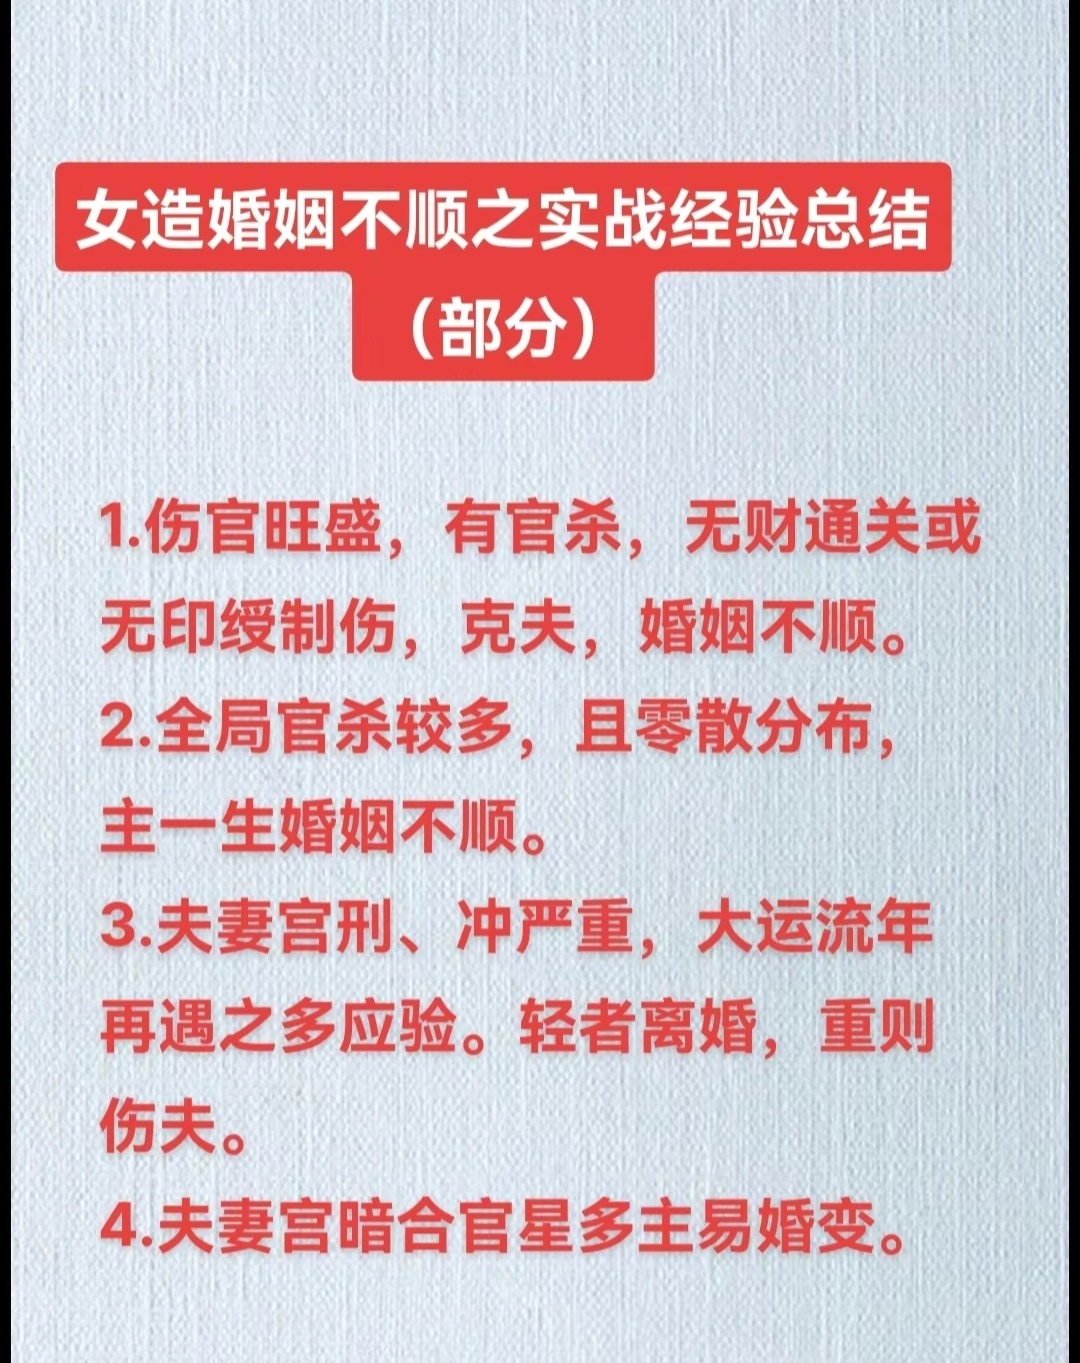 女造婚姻不顺之实战经验总结
（部分）
1.伤官旺盛，有官杀，无财通关或
无印绶制伤，克夫，婚姻不顺。
2.全局官杀较多，且零散分布，
主一生婚姻不顺。
3.夫妻宫刑、冲严重，大运流年
再遇之多应验。轻者离婚，重则
伤夫。
4.夫妻宫暗合官星多主易婚变。